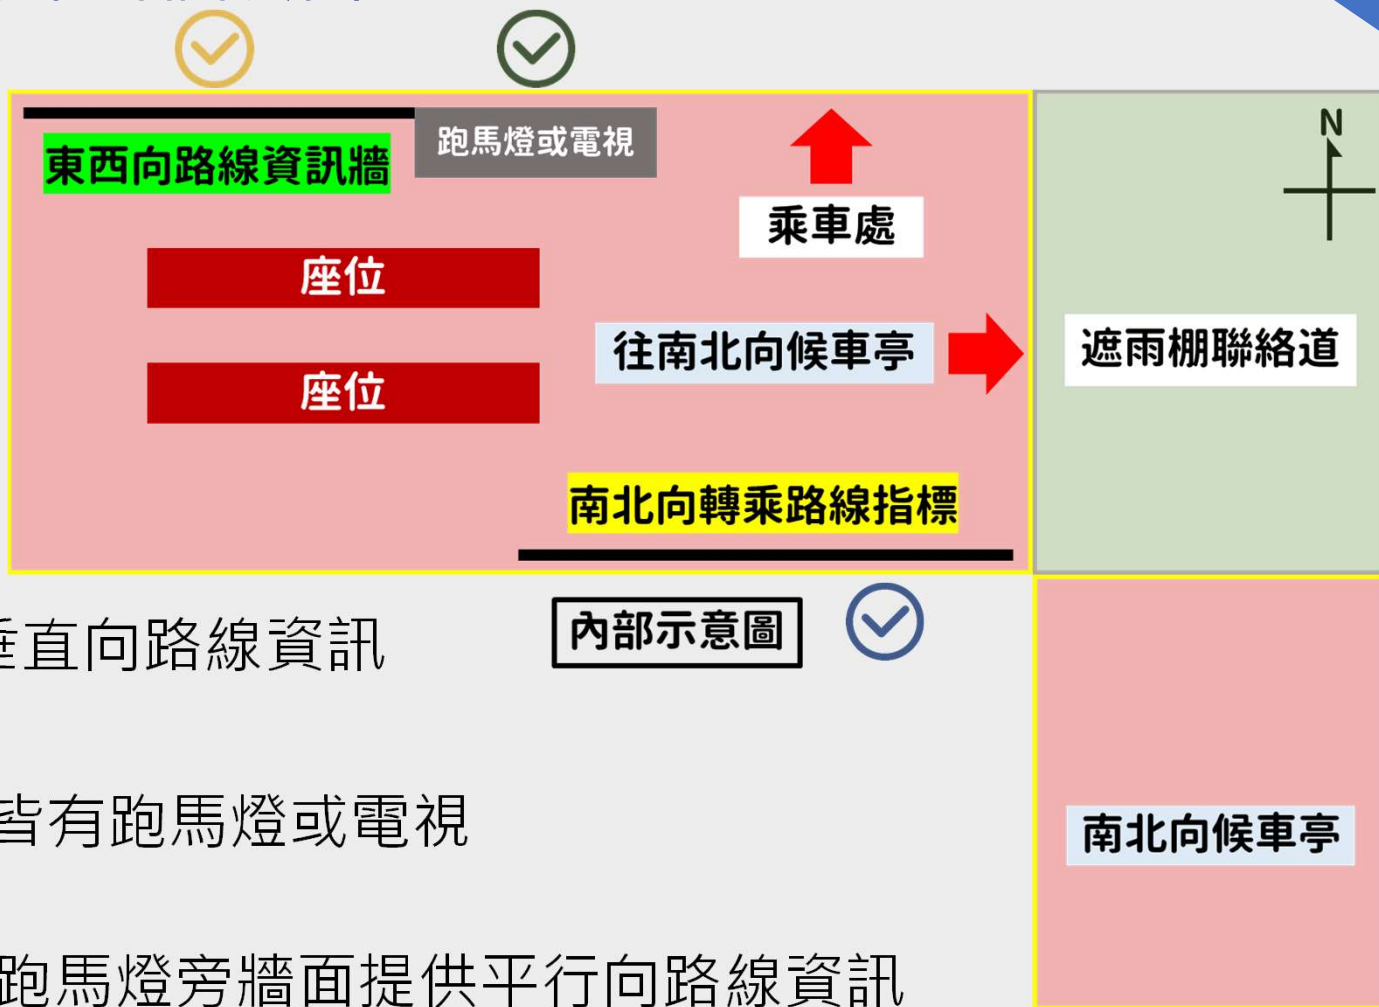 東西向路線資訊牆
跑馬燈或電視
N
乘車處
座位
往南北向候車亭
遮雨棚聯絡道
座位
南北向轉乘路線指標
內部示意圖
直向路線資訊
皆有跑馬燈或電視
南北向候車亭
跑馬燈旁牆面提供平行向路線資訊